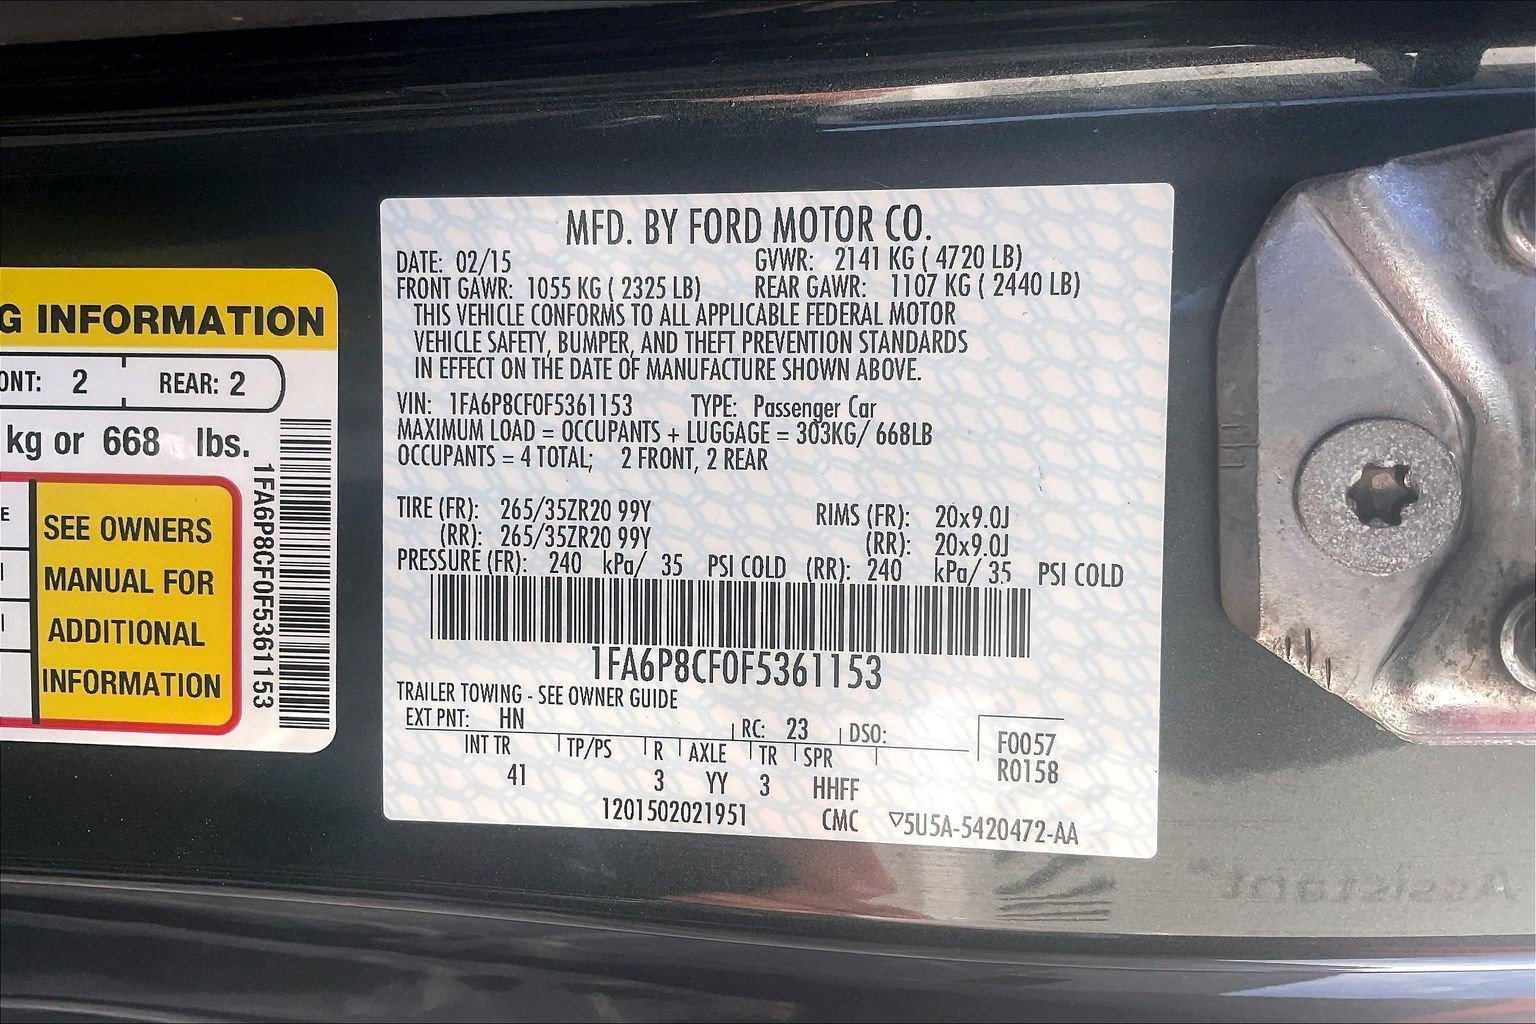 G INFORMATION
ONT: 2 REAR: 2
kg or 668 lbs.
SEE OWNERS
MANUAL FOR
ADDITIONAL
INFORMATION
1FA6P8CF0F5361153
MFD. BY FORD MOTOR CO.
DATE: 02/15 GVWR: 2141 KG ( 4720 LB)
FRONT GAWR: 1055 KG ( 2325 LB) REAR GAWR: 1107 KG ( 2440 LB)
THIS VEHICLE CONFORMS TO ALL APPLICABLE FEDERAL MOTOR
VEHICLE SAFETY, BUMPER, AND THEFT PREVENTION STANDARDS
IN EFFECT ON THE DATE OF MANUFACTURE SHOWN ABOVE.
VIN: 1FA6P8CF0F5361153 TYPE: Passenger Car
MAXIMUM LOAD = OCCUPANTS + LUGGAGE = 303KG/ 668LB
OCCUPANTS = 4 TOTAL; 2 FRONT, 2 REAR
TIRE (FR): 265/35ZR20 99Y RIMS (FR): 20x9.0J
(RR): 265/35ZR20 99Y (RR): 20x9.0J
PRESSURE (FR): 240 kPa/ 35 PSI COLD (RR): 240 kPa/ 35 PSI COLD
1FA6P8CF0F5361153
TRAILER TOWING - SEE OWNER GUIDE
EXT PNT: HN RC: 23 DSO:
INT TR TP/PS R AXLE TR SPR
41 3 YY 3 HHFF
F0057
R0158
1201502021951 CMC ▽5U5A-5420472-AA